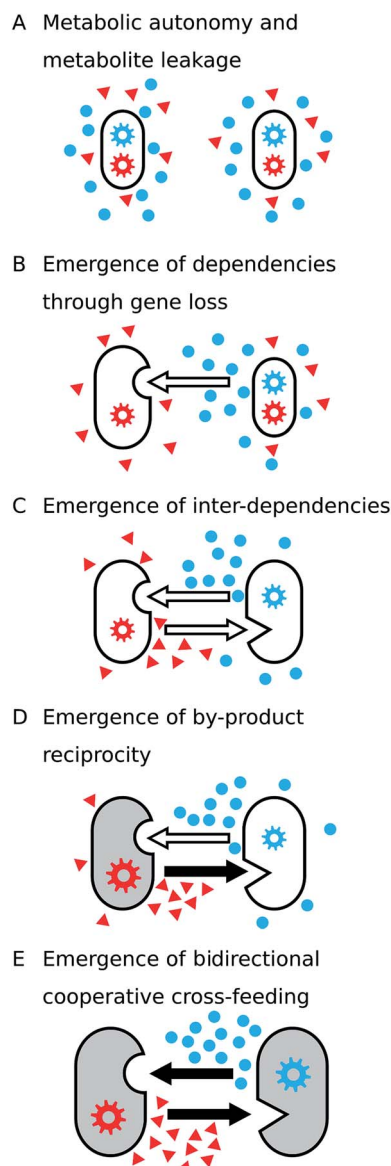 A Metabolic autonomy and
metabolite leakage
B Emergence of dependencies
through gene loss
C Emergence of inter-dependencies
D Emergence of by-product
reciprocity
E Emergence of bidirectional
cooperative cross-feeding